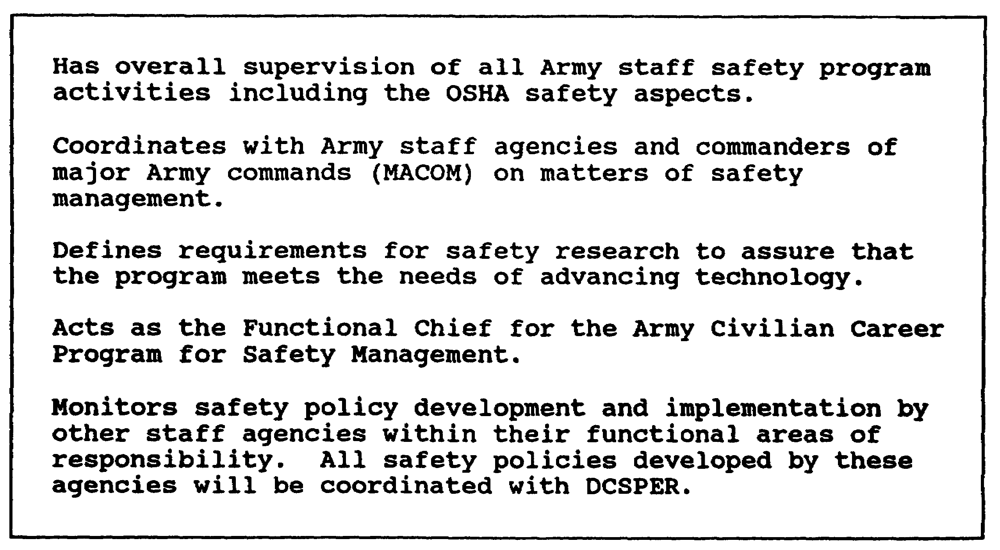 Has overall supervision of all Army staff safety program
activities including the OSHA safety aspects.
Coordinates with Army staff agencies and commanders of
major Army commands (MACOM) on matters of safety
management.
Defines requirements for safety research to assure that
the program meets the needs of advancing technology.
Acts as the Functional Chief for the Army Civilian Career
Program for Safety Management.
Monitors safety policy development and implementation by
other staff agencies within their functional areas of
responsibility.  All safety policies developed by these
agencies will be coordinated with DCSPER.